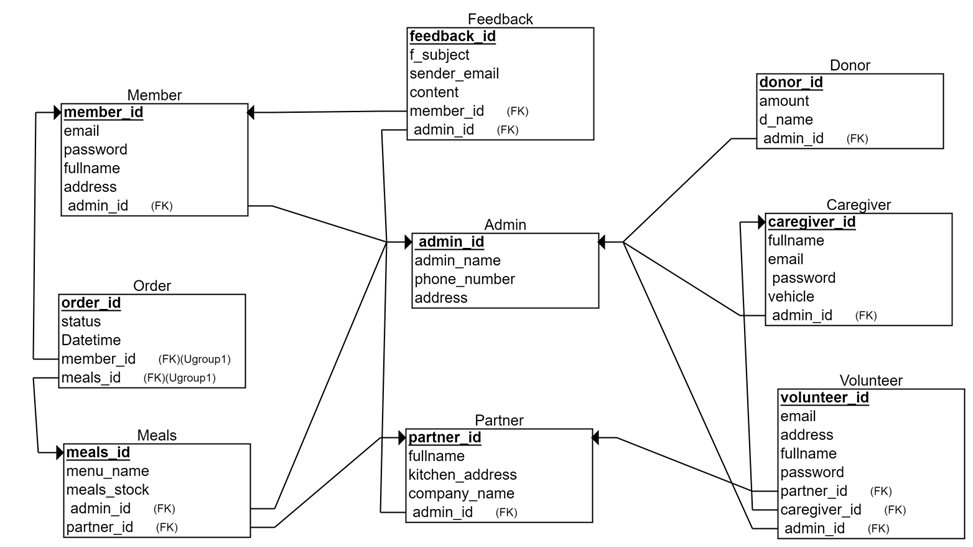 Feedback
feedback_id
f_subject
sender_email
content
member_id (FK)
admin_id (FK)
Donor
donor_id
amount
d_name
admin_id (FK)
Member
member_id
email
password
fullname
address
admin_id (FK)
Admin
admin_id
admin_name
phone_number
address
Caregiver
caregiver_id
fullname
email
password
vehicle
admin_id (FK)
Order
order_id
status
Datetime
member_id (FK)(Ugroup1)
meals_id (FK)(Ugroup1)
Meals
meals_id
menu_name
meals_stock
admin_id (FK)
partner_id (FK)
Partner
partner_id
fullname
kitchen_address
company_name
admin_id (FK)
Volunteer
volunteer_id
email
address
fullname
password
partner_id (FK)
caregiver_id (FK)
admin_id (FK)